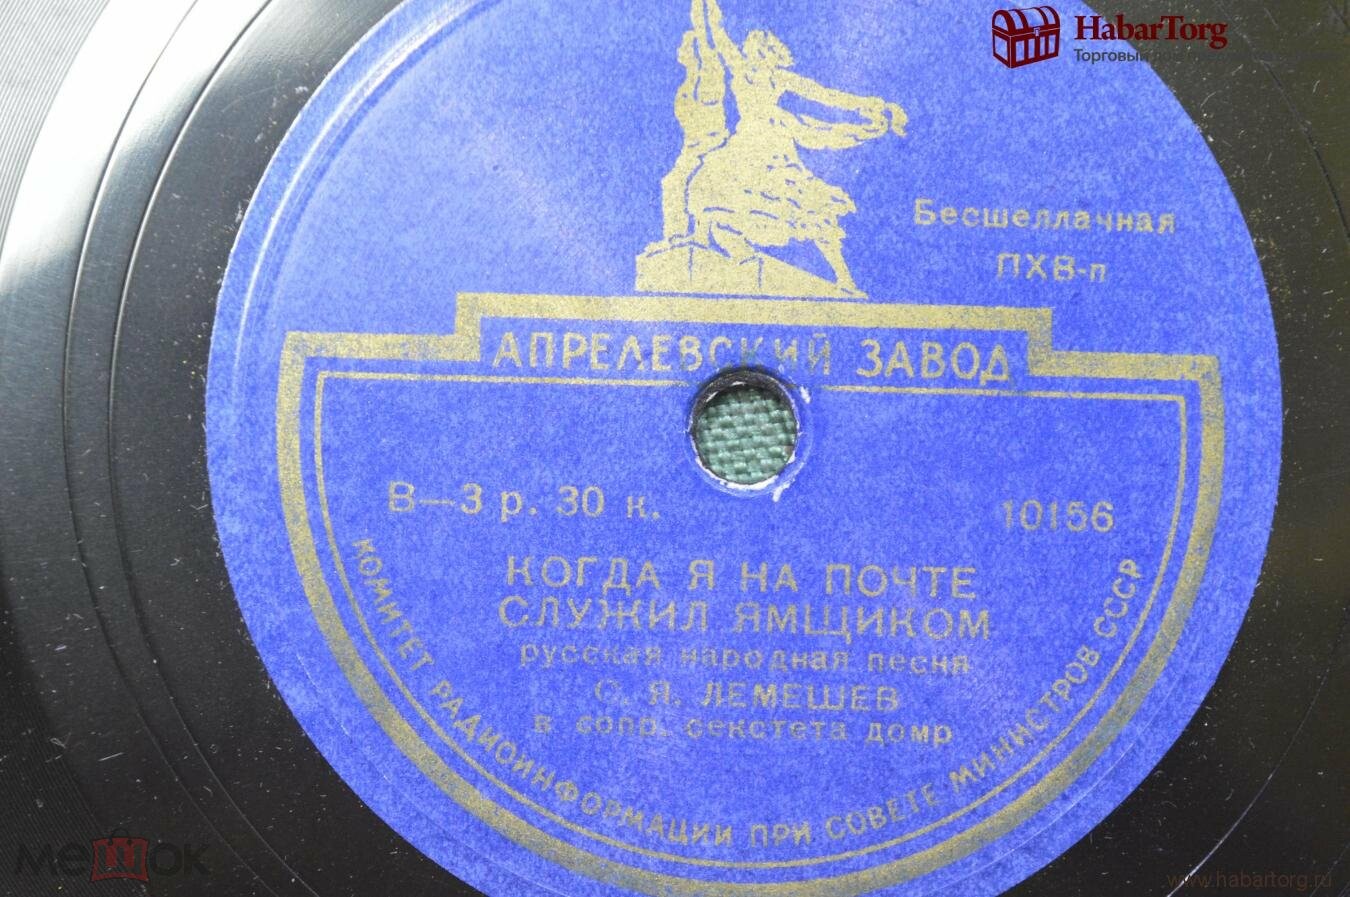 HabarTorg
Бесшеллачная
ПХВ-п
АПРЕЛЕВСКИЙ ЗАВОД
В—3 р. 30 к.
10156
КОГДА Я НА ПОЧТЕ
СЛУЖИЛ ЯМЩИКОМ
русская народная песня
С. Я. ЛЕМЕШЕВ
в сопр. секстета домр
КОМИТЕТ РАДИОИНФОРМАЦИИ ПРИ СОВЕТЕ МИНИСТРОВ СССР
мешок
www.habartorg.ru